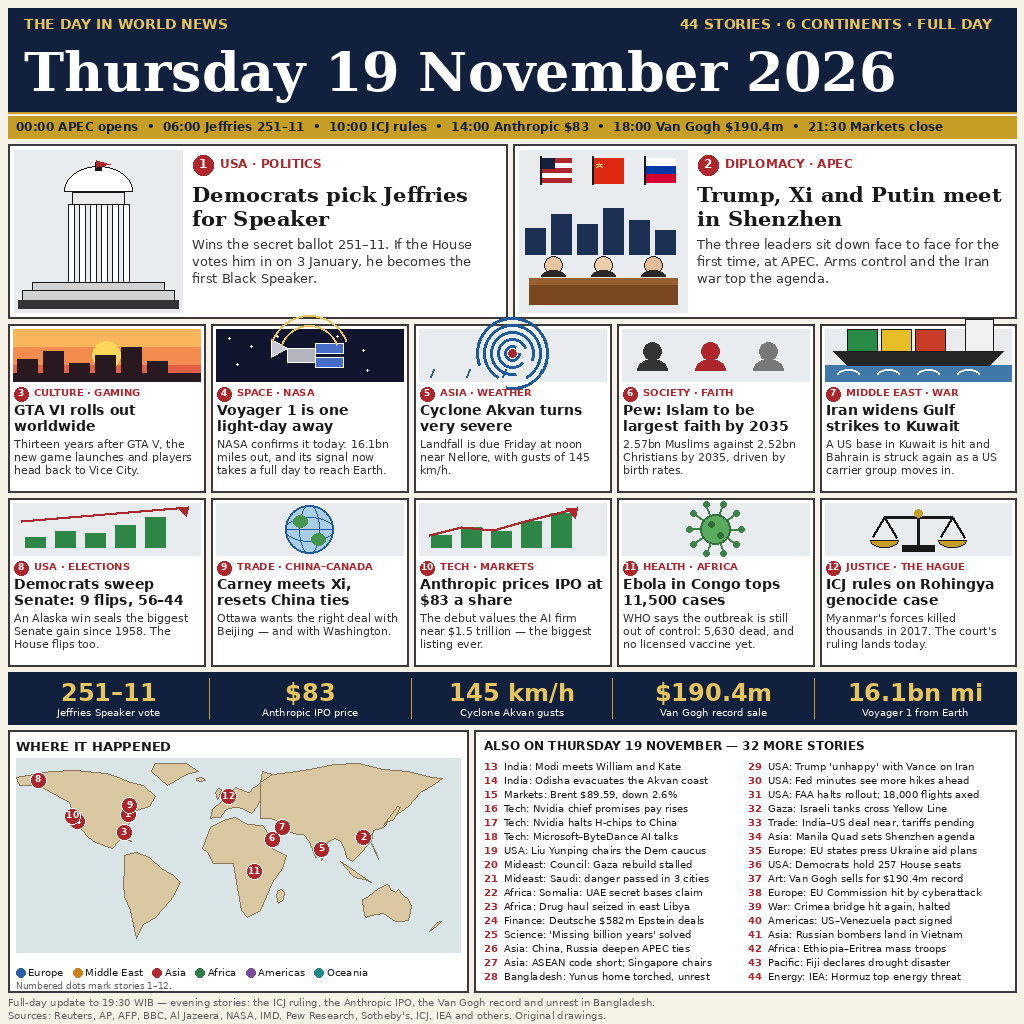 THE DAY IN WORLD NEWS
44 STORIES · 6 CONTINENTS · FULL DAY
Thursday 19 November 2026
00:00 APEC opens • 06:00 Jeffries 251–11 • 10:00 ICJ rules • 14:00 Anthropic $83 • 18:00 Van Gogh $190.4m • 21:30 Markets close
1 USA · POLITICS
Democrats pick Jeffries
for Speaker
Wins the secret ballot 251–11. If the House
votes him in on 3 January, he becomes the
first Black Speaker.
2 DIPLOMACY · APEC
Trump, Xi and Putin meet
in Shenzhen
The three leaders sit down face to face for the
first time, at APEC. Arms control and the Iran
war top the agenda.
3 CULTURE · GAMING
GTA VI rolls out
worldwide
Thirteen years after GTA V, the
new game launches and players
head back to Vice City.
4 SPACE · NASA
Voyager 1 is one
light-day away
NASA confirms it today: 16.1bn
miles out, and its signal now
takes a full day to reach Earth.
5 ASIA · WEATHER
Cyclone Akvan turns
very severe
Landfall is due Friday at noon
near Nellore, with gusts of 145
km/h.
6 SOCIETY · FAITH
Pew: Islam to be
largest faith by 2035
2.57bn Muslims against 2.52bn
Christians by 2035, driven by
birth rates.
7 MIDDLE EAST · WAR
Iran widens Gulf
strikes to Kuwait
A US base in Kuwait is hit and
Bahrain is struck again as a US
carrier group moves in.
8 USA · ELECTIONS
Democrats sweep
Senate: 9 flips, 56–44
An Alaska win seals the biggest
Senate gain since 1958. The
House flips too.
9 TRADE · CHINA–CANADA
Carney meets Xi,
resets China ties
Ottawa wants the right deal with
Beijing — and with Washington.
10 TECH · MARKETS
Anthropic prices IPO at
$83 a share
The debut values the AI firm
near $1.5 trillion — the biggest
listing ever.
11 HEALTH · AFRICA
Ebola in Congo tops
11,500 cases
WHO says the outbreak is still
out of control: 5,630 dead, and
no licensed vaccine yet.
12 JUSTICE · THE HAGUE
ICJ rules on Rohingya
genocide case
Myanmar's forces killed
thousands in 2017. The court's
ruling lands today.
251–11
Jeffries Speaker vote
$83
Anthropic IPO price
145 km/h
Cyclone Akvan gusts
$190.4m
Van Gogh record sale
16.1bn mi
Voyager 1 from Earth
WHERE IT HAPPENED
8
12
9
10
7
3
6
2
5
11
Europe Middle East Asia Africa Americas Oceania
Numbered dots mark stories 1–12.
ALSO ON THURSDAY 19 NOVEMBER — 32 MORE STORIES
13 India: Modi meets William and Kate
14 India: Odisha evacuates the Akvan coast
15 Markets: Brent $89.59, down 2.6%
16 Tech: Nvidia chief promises pay rises
17 Tech: Nvidia halts H-chips to China
18 Tech: Microsoft–ByteDance AI talks
19 USA: Liu Yunping chairs the Dem caucus
20 Mideast: Council: Gaza rebuild stalled
21 Mideast: Saudi: danger passed in 3 cities
22 Africa: Somalia: UAE secret bases claim
23 Africa: Drug haul seized in east Libya
24 Finance: Deutsche $582m Epstein deals
25 Science: 'Missing billion years' solved
26 Asia: China, Russia deepen APEC ties
27 Asia: ASEAN code short; Singapore chairs
28 Bangladesh: Yunus home torched, unrest
29 USA: Trump 'unhappy' with Vance on Iran
30 USA: Fed minutes see more hikes ahead
31 USA: FAA halts rollout; 18,000 flights axed
32 Gaza: Israeli tanks cross Yellow Line
33 Trade: India–US deal near, tariffs pending
34 Asia: Manila Quad sets Shenzhen agenda
35 Europe: EU states press Ukraine aid plans
36 USA: Democrats hold 257 House seats
37 Art: Van Gogh sells for $190.4m record
38 Europe: EU Commission hit by cyberattack
39 War: Crimea bridge hit again, halted
40 Americas: US–Venezuela pact signed
41 Asia: Russian bombers land in Vietnam
42 Africa: Ethiopia–Eritrea mass troops
43 Pacific: Fiji declares drought disaster
44 Energy: IEA: Hormuz top energy threat
Full-day update to 19:30 WIB — evening stories: the ICJ ruling, the Anthropic IPO, the Van Gogh record and unrest in Bangladesh.
Sources: Reuters, AP, AFP, BBC, Al Jazeera, NASA, IMD, Pew Research, Sotheby's, ICJ, IEA and others. Original drawings.